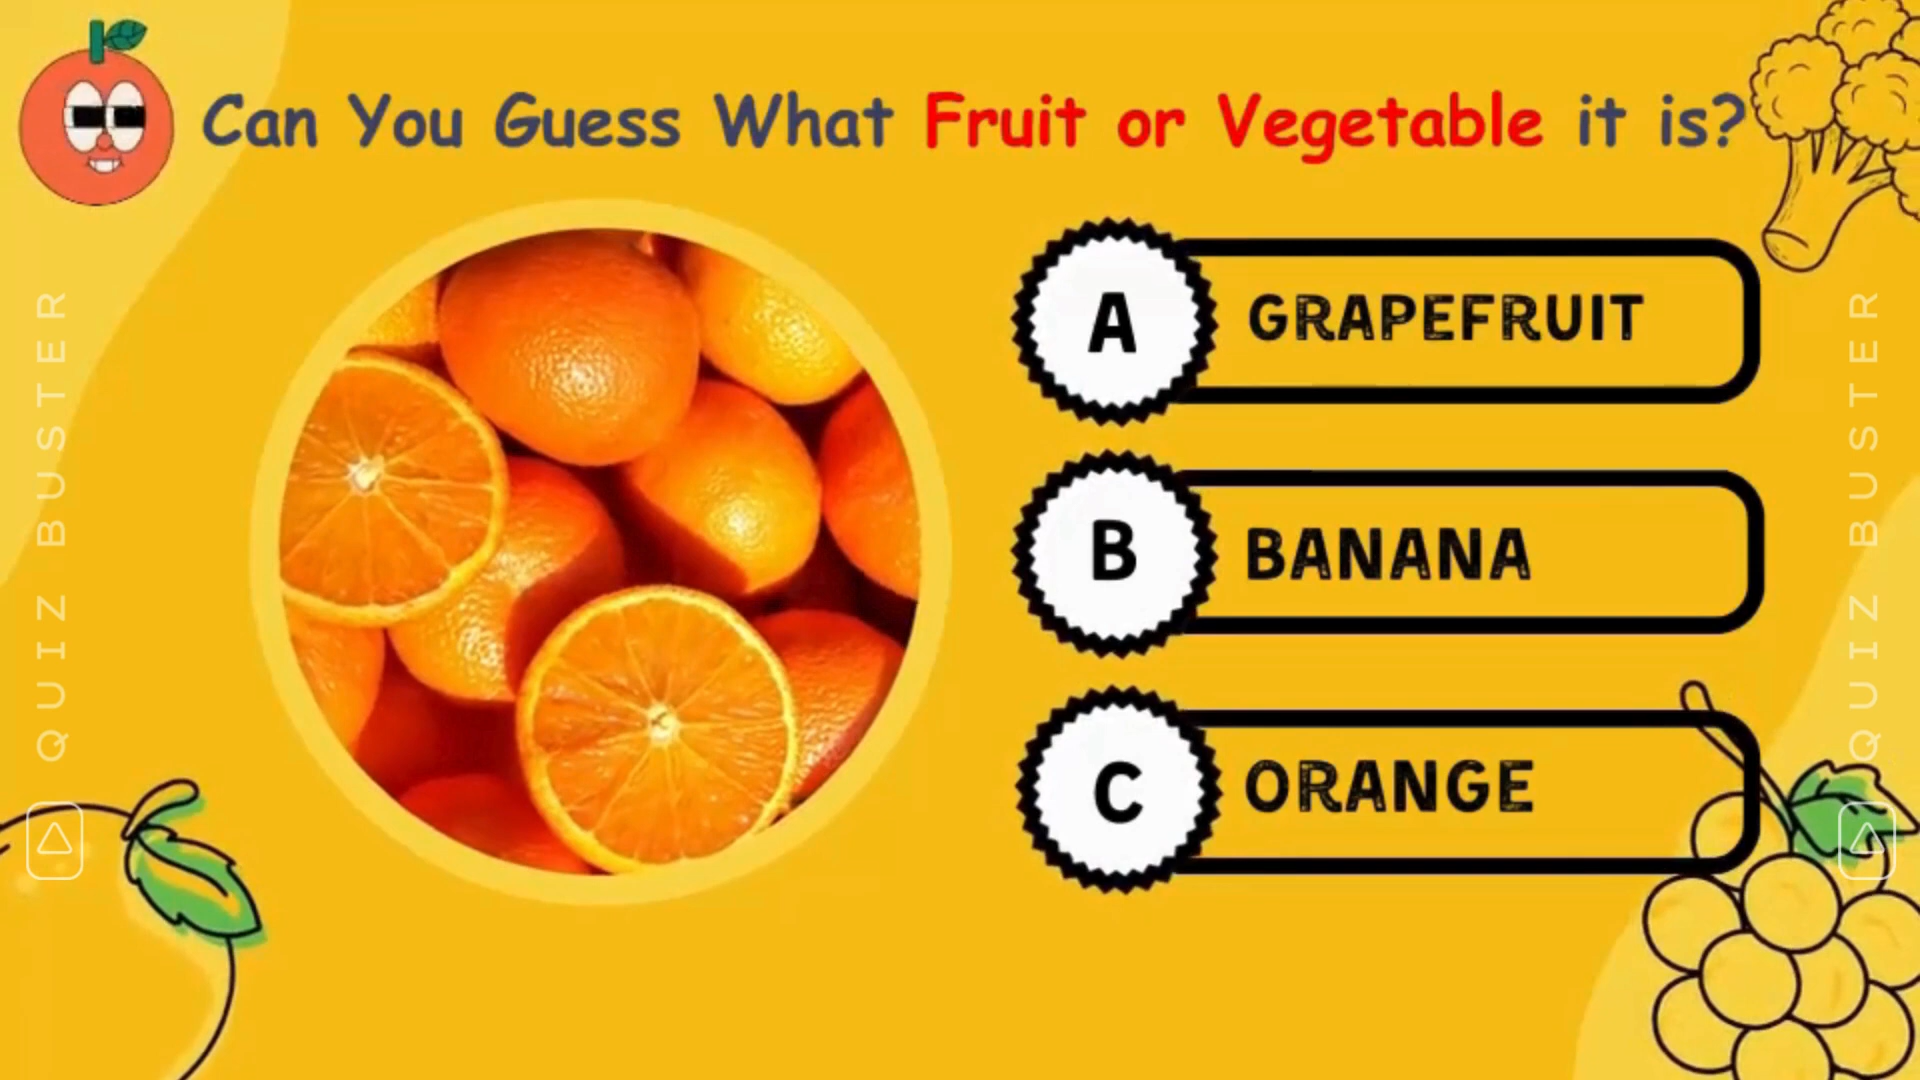 Can You Guess What Fruit or Vegetable it is?
A
GRAPEFRUIT
B
BANANA
C
ORANGE
QUIZ BUSTER
QUIZ BUSTER